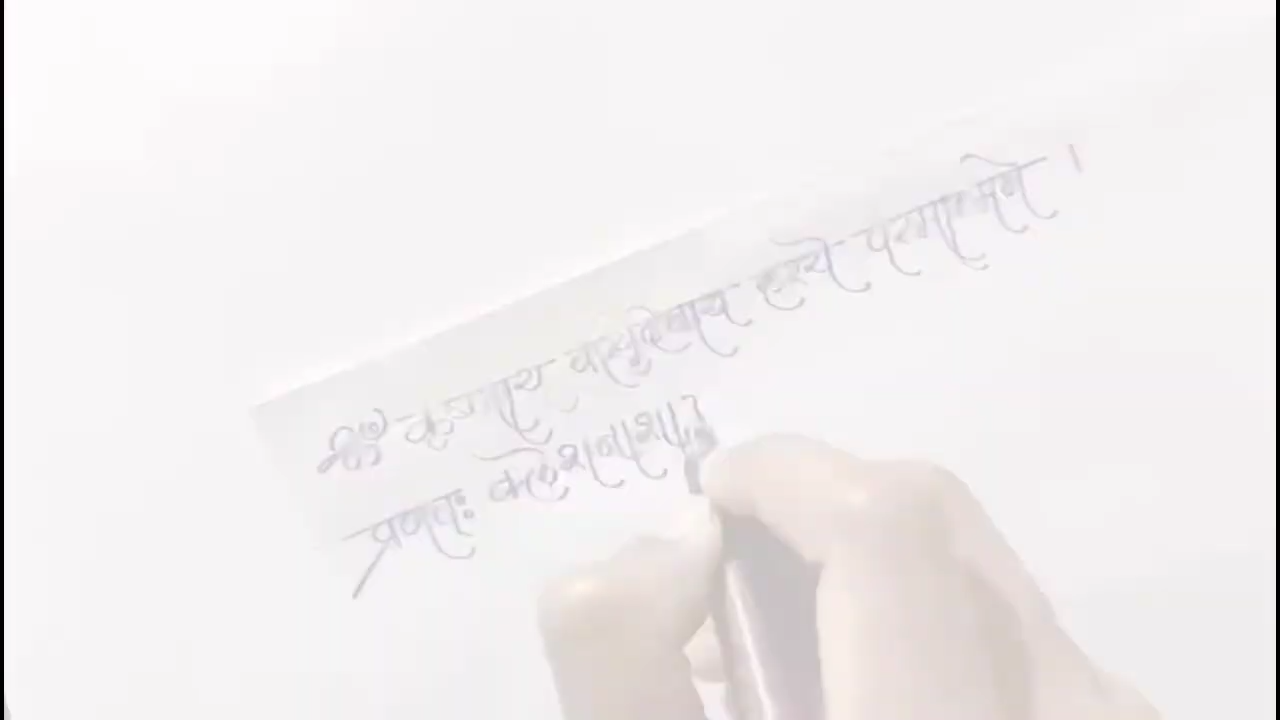 ॐ कृष्णाय वासुदेवाय हरये परमात्मने ।
प्रणतः क्लेशनाशा